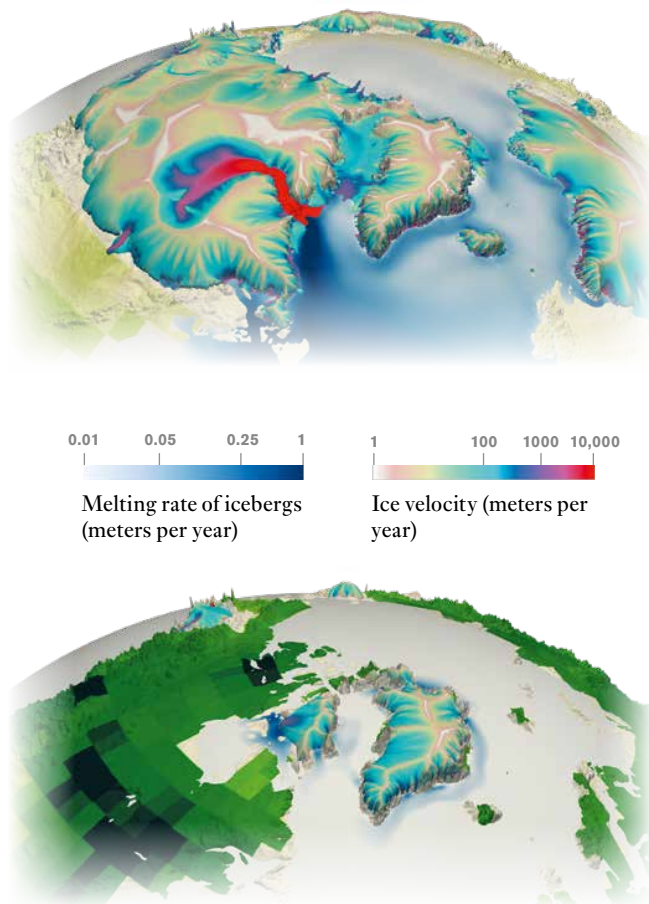 0.01 0.05 0.25 1
Melting rate of icebergs
(meters per year)
1 100 1000 10,000
Ice velocity (meters per
year)